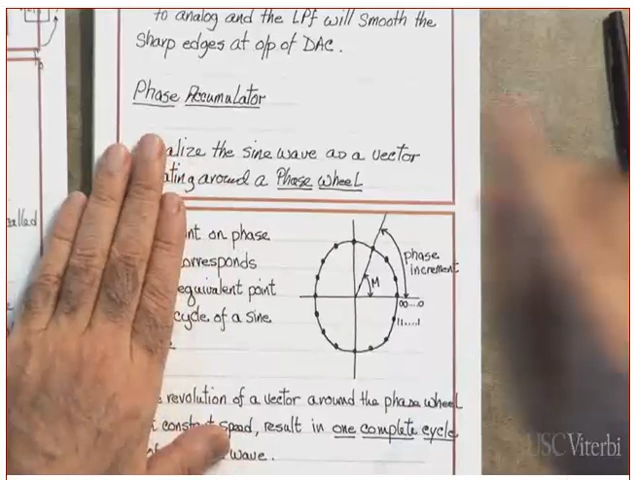 to analog and the LPf will smooth the
sharp edges at o/p of DAC.
Phase Accumulator
alize the sine wave as a vector
ating around a Phase wheel
nt on phase
orresponds
equivalent point
cycle of a sine
phase
increment
M
00...0
11....1
e revolution of a vector around the phase wheel
constant speed, result in one complete cycle
of wave.
alled
USC Viterbi